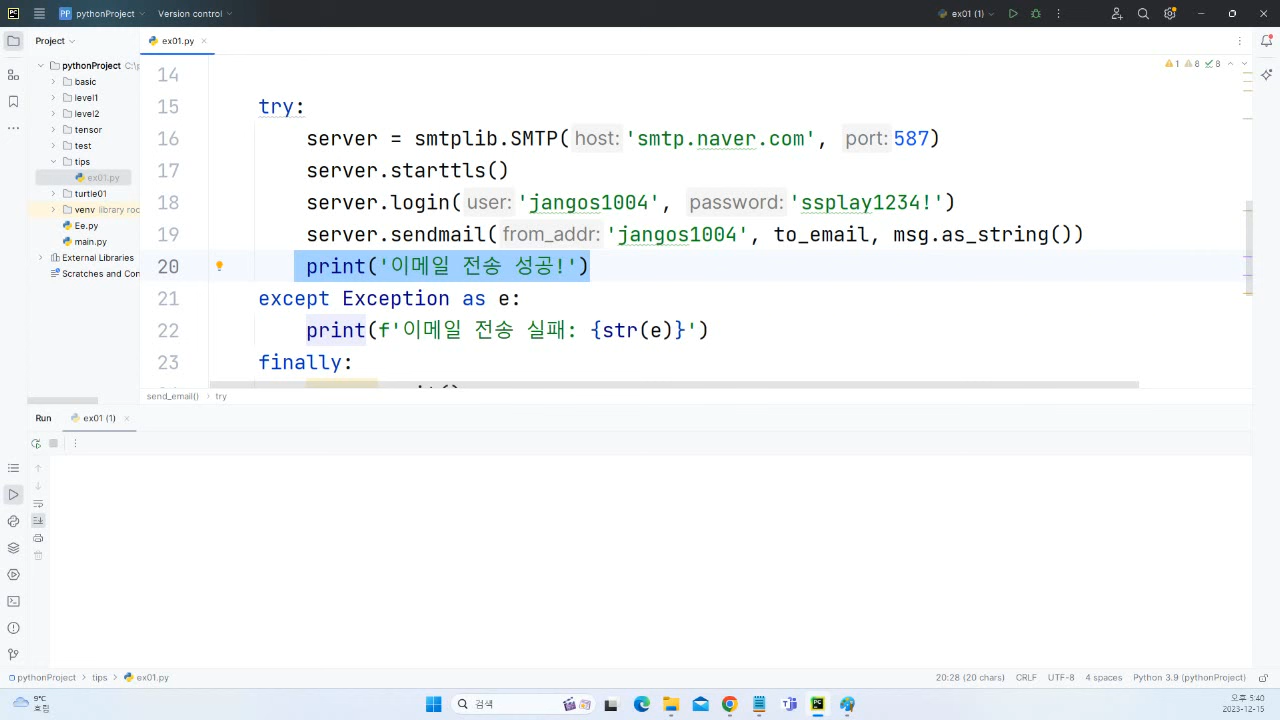 PP pythonProject Version control ex01 (1)
Project
ex01.py
pythonProject
basic
level1
level2
tensor
test
tips
ex01.py
turtle01
venv library roo
Ee.py
main.py
External Libraries
Scratches and Con
1 8 8
14
15 try:
16 server = smtplib.SMTP(host: 'smtp.naver.com', port: 587)
17 server.starttls()
18 server.login(user: 'jangos1004', password: 'ssplay1234!')
19 server.sendmail(from_addr: 'jangos1004', to_email, msg.as_string())
20 print('이메일 전송 성공!')
21 except Exception as e:
22 print(f'이메일 전송 실패: {str(e)}')
23 finally:
send_email() › try
Run ex01 (1)
pythonProject › tips › ex01.py 20:28 (20 chars) CRLF UTF-8 4 spaces Python 3.9 (pythonProject)
9°C
흐림
검색
오후 5:40
2023-12-15